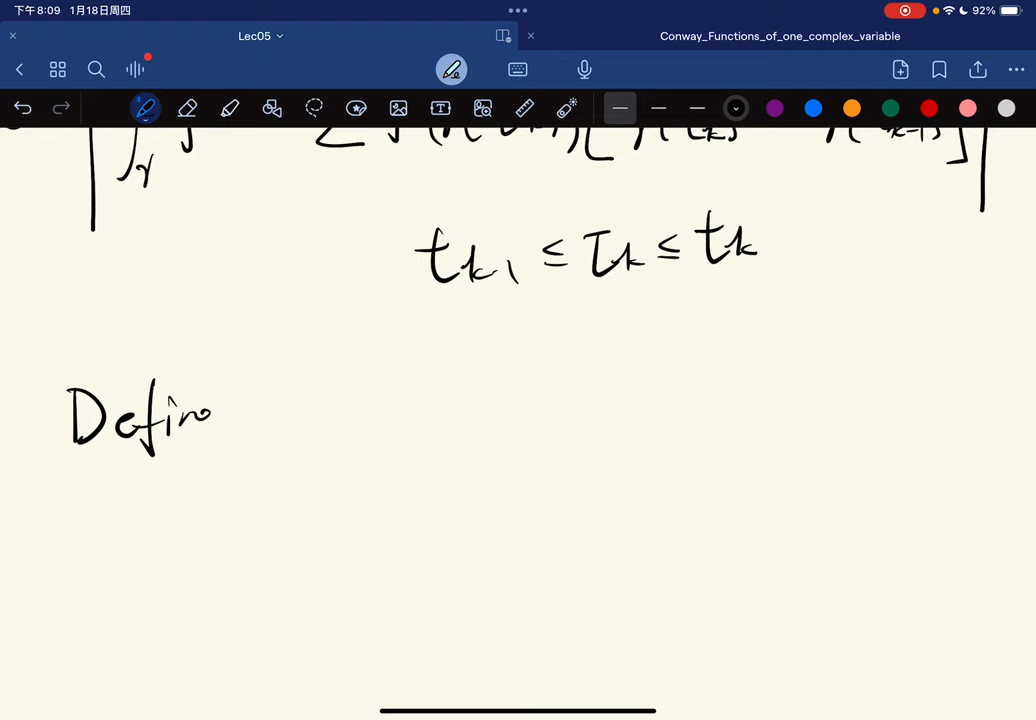 下午8:09 1月18日周四
92%
Lec05
Conway_Functions_of_one_complex_variable
t_{k-1} ≤ τ_k ≤ t_k
Define